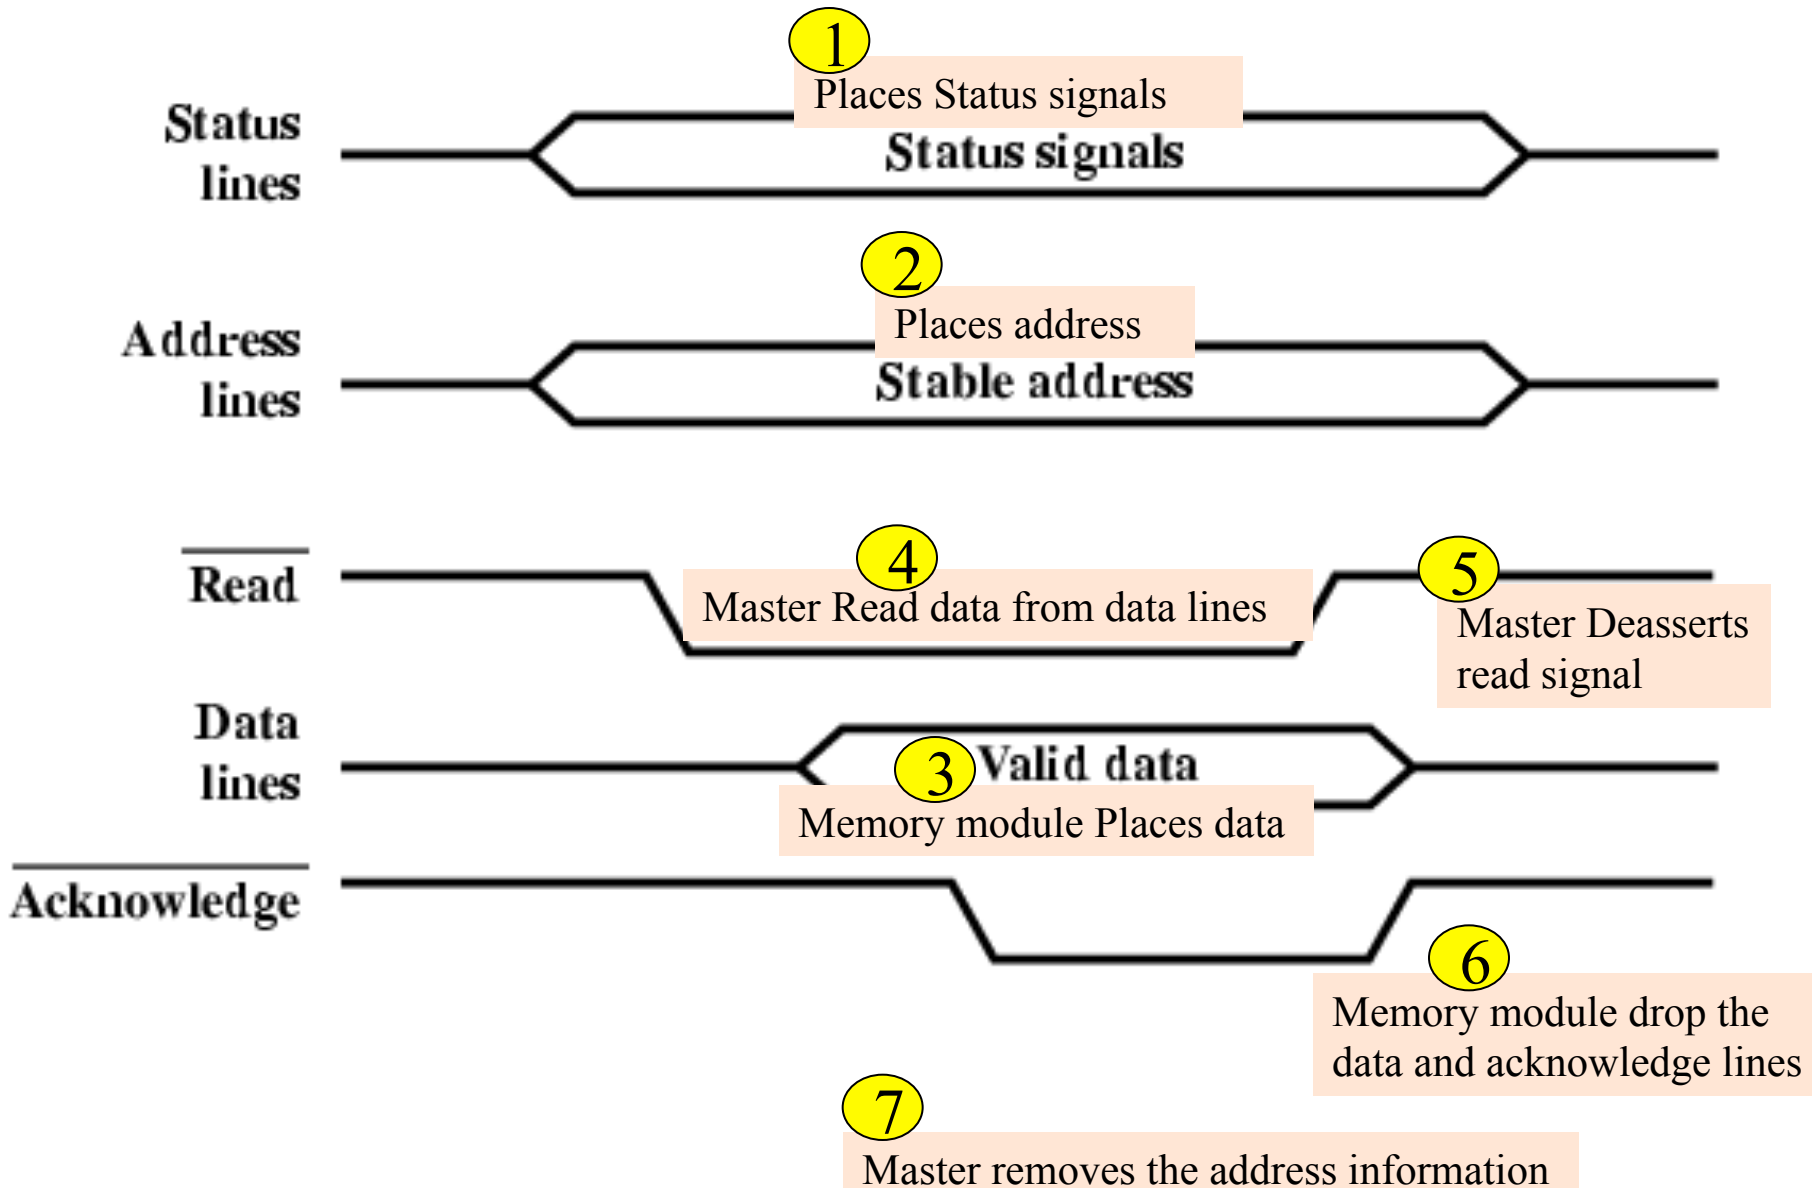 1
Places Status signals
Status
lines
Status signals
2
Places address
Address
lines
Stable address
4
Master Read data from data lines
5
Master Deasserts
read signal
Read
Data
lines
3
Valid data
Memory module Places data
Acknowledge
6
Memory module drop the
data and acknowledge lines
7
Master removes the address information